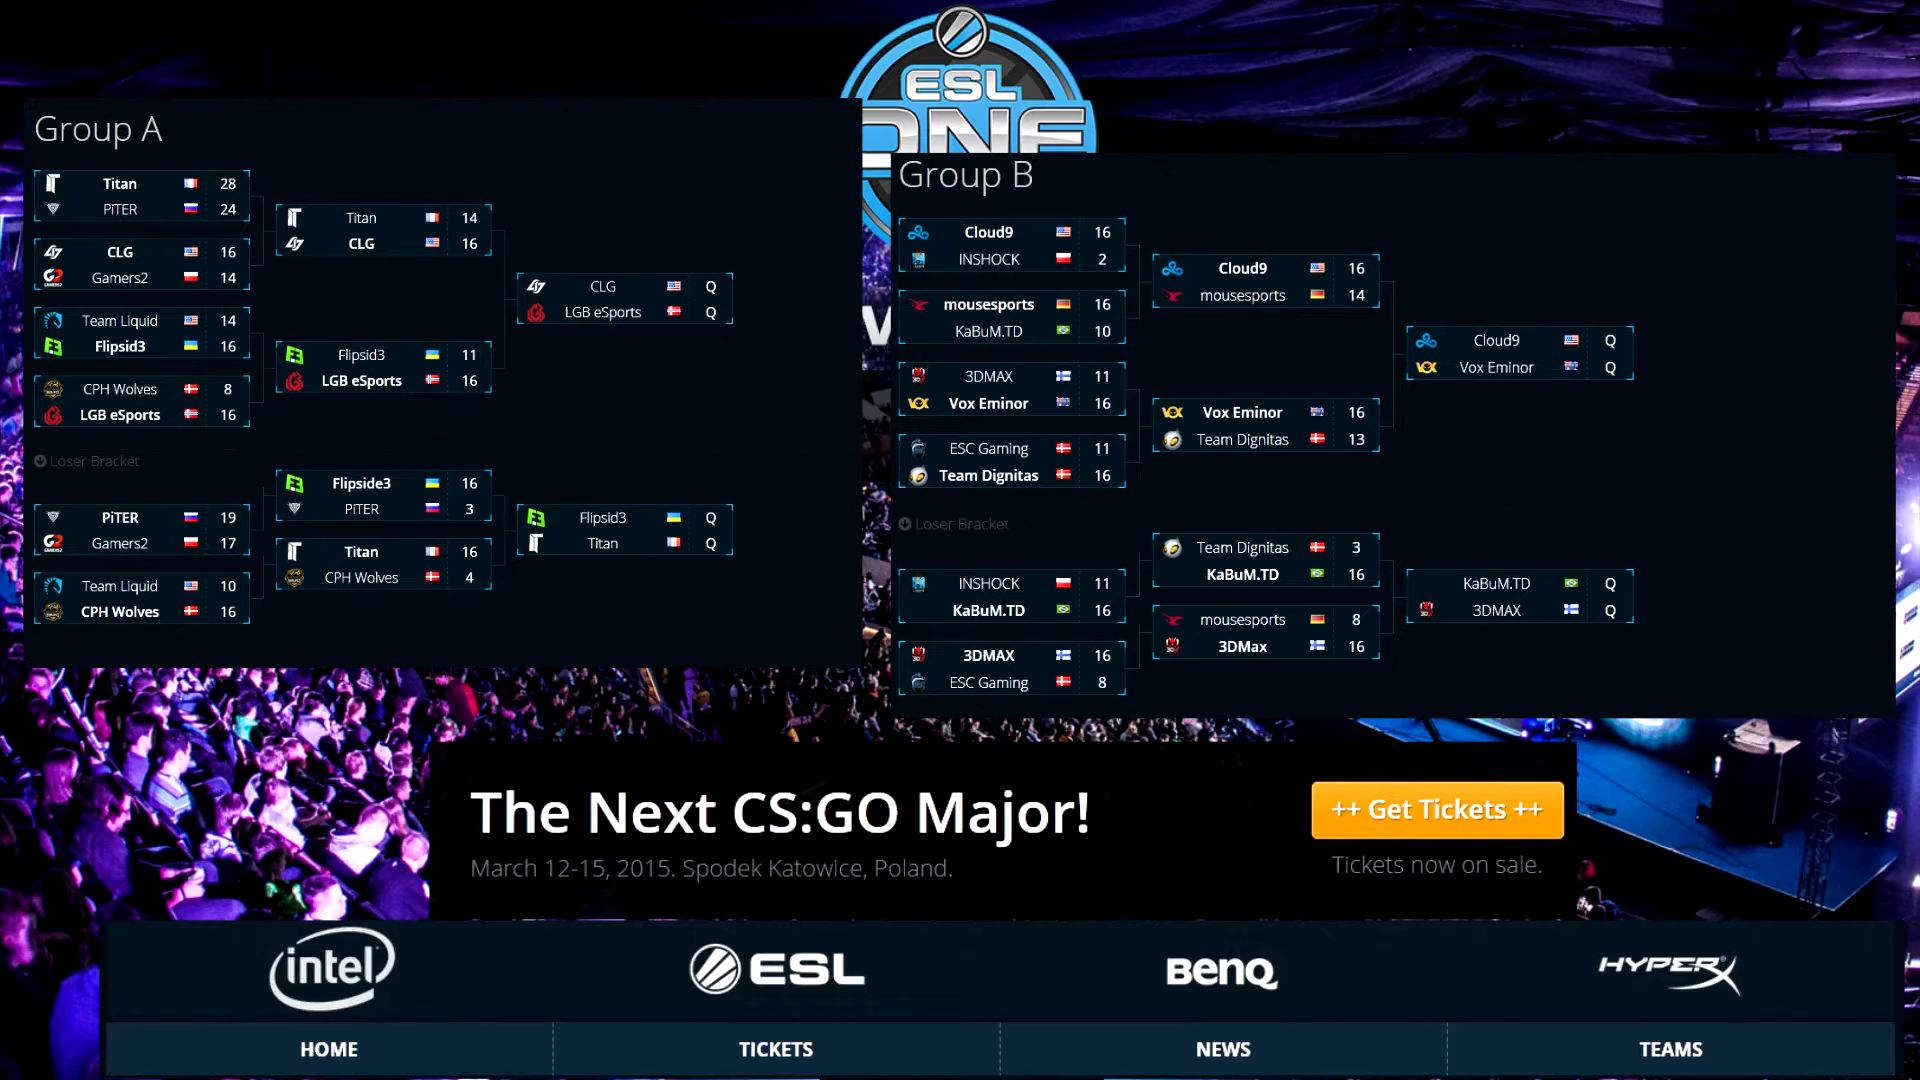 ESL
ONE
Group A
Titan 28
PiTER 24
CLG 16
Gamers2 14
Team Liquid 14
Flipsid3 16
CPH Wolves 8
LGB eSports 16
Titan 14
CLG 16
Flipsid3 11
LGB eSports 16
CLG Q
LGB eSports Q
Loser Bracket
PiTER 19
Gamers2 17
Team Liquid 10
CPH Wolves 16
Flipside3 16
PITER 3
Titan 16
CPH Wolves 4
Flipsid3 Q
Titan Q
Group B
Cloud9 16
INSHOCK 2
mousesports 16
KaBuM.TD 10
3DMAX 11
Vox Eminor 16
ESC Gaming 11
Team Dignitas 16
Cloud9 16
mousesports 14
Vox Eminor 16
Team Dignitas 13
Cloud9 Q
Vox Eminor Q
Loser Bracket
INSHOCK 11
KaBuM.TD 16
3DMAX 16
ESC Gaming 8
Team Dignitas 3
KaBuM.TD 16
mousesports 8
3DMax 16
KaBuM.TD Q
3DMAX Q
The Next CS:GO Major!
March 12-15, 2015. Spodek Katowice, Poland.
++ Get Tickets ++
Tickets now on sale.
intel ESL BenQ HYPERX
HOME TICKETS NEWS TEAMS